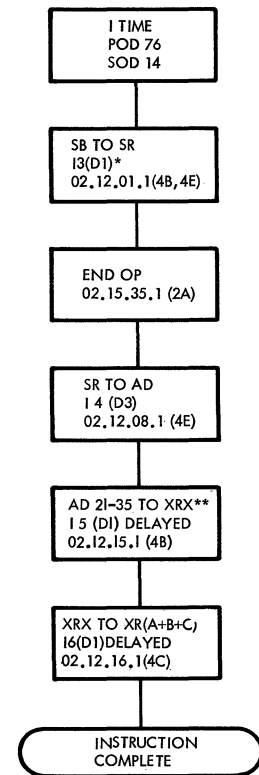 I TIME
POD 76
SOD 14
SB TO SR
I3(D1)*
02.12.01.1(4B,4E)
END OP
02.15.35.1 (2A)
SR TO AD
I 4 (D3)
02.12.08.1 (4E)
AD 21-35 TO XRX**
I 5 (D1) DELAYED
02.12.15.1 (4B)
XRX TO XR(A+B+C,
I6(D1)DELAYED
02.12.16.1(4C)
INSTRUCTION
COMPLETE